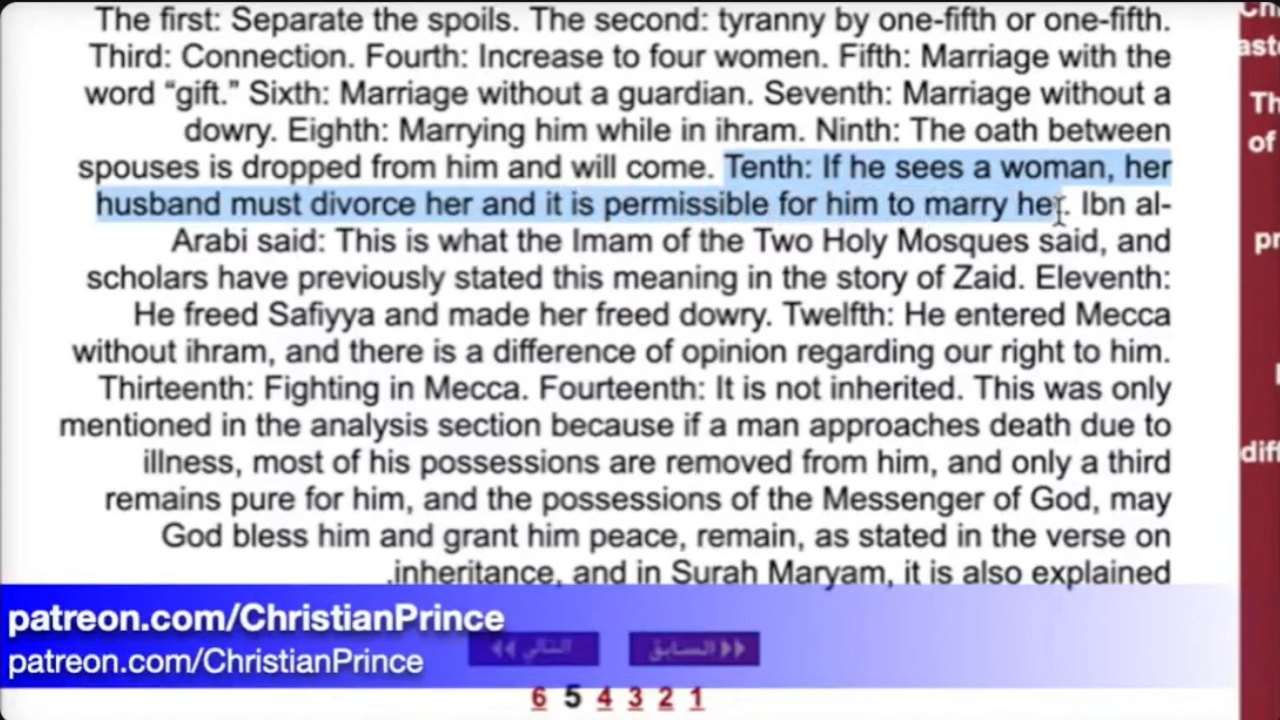 The first: Separate the spoils. The second: tyranny by one-fifth or one-fifth.
Third: Connection. Fourth: Increase to four women. Fifth: Marriage with the
word “gift.” Sixth: Marriage without a guardian. Seventh: Marriage without a
dowry. Eighth: Marrying him while in ihram. Ninth: The oath between
spouses is dropped from him and will come. Tenth: If he sees a woman, her
husband must divorce her and it is permissible for him to marry her. Ibn al-
Arabi said: This is what the Imam of the Two Holy Mosques said, and
scholars have previously stated this meaning in the story of Zaid. Eleventh:
He freed Safiyya and made her freed dowry. Twelfth: He entered Mecca
without ihram, and there is a difference of opinion regarding our right to him.
Thirteenth: Fighting in Mecca. Fourteenth: It is not inherited. This was only
mentioned in the analysis section because if a man approaches death due to
illness, most of his possessions are removed from him, and only a third
remains pure for him, and the possessions of the Messenger of God, may
God bless him and grant him peace, remain, as stated in the verse on
.inheritance, and in Surah Maryam, it is also explained
patreon.com/ChristianPrince
patreon.com/ChristianPrince
التالي السابق
6 5 4 3 2 1
Th
of
pr
diff